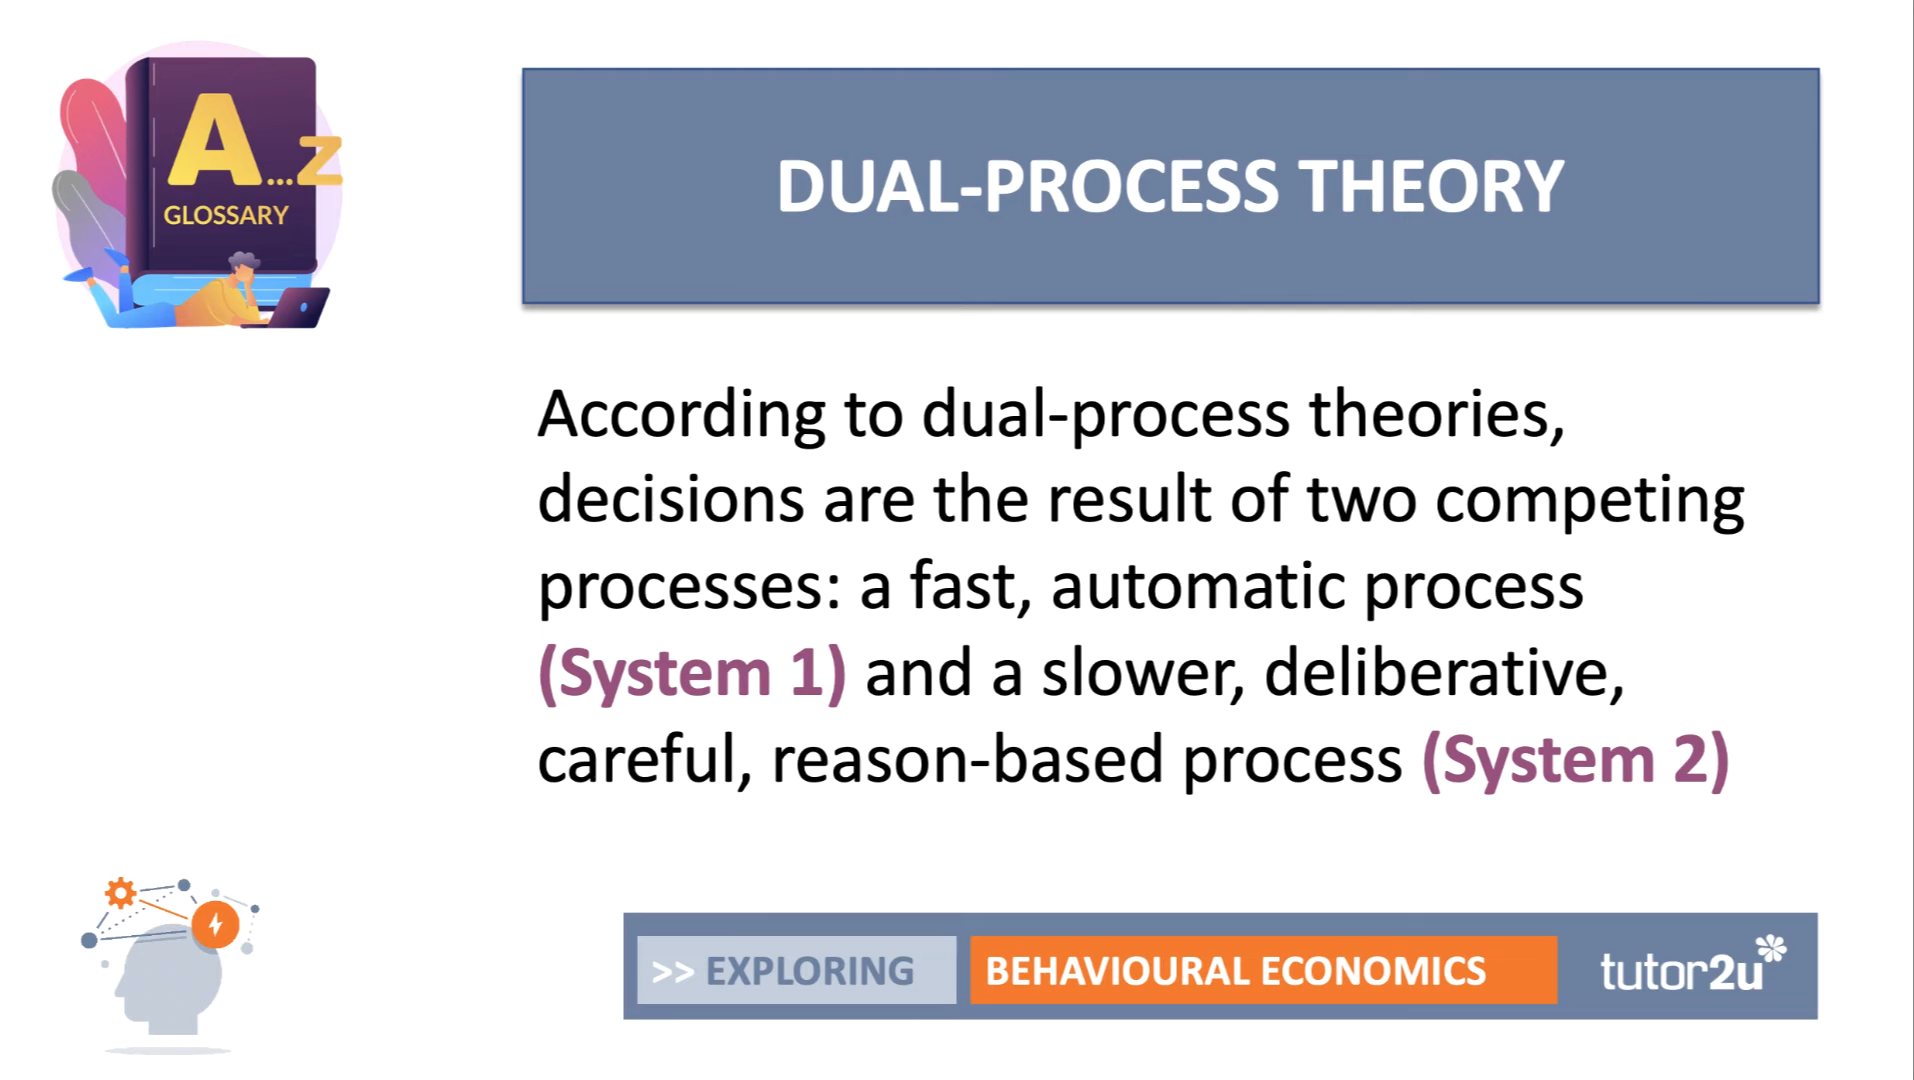 A...Z
GLOSSARY
DUAL-PROCESS THEORY
According to dual-process theories,
decisions are the result of two competing
processes: a fast, automatic process
(System 1) and a slower, deliberative,
careful, reason-based process (System 2)
>> EXPLORING
BEHAVIOURAL ECONOMICS
tutor2u